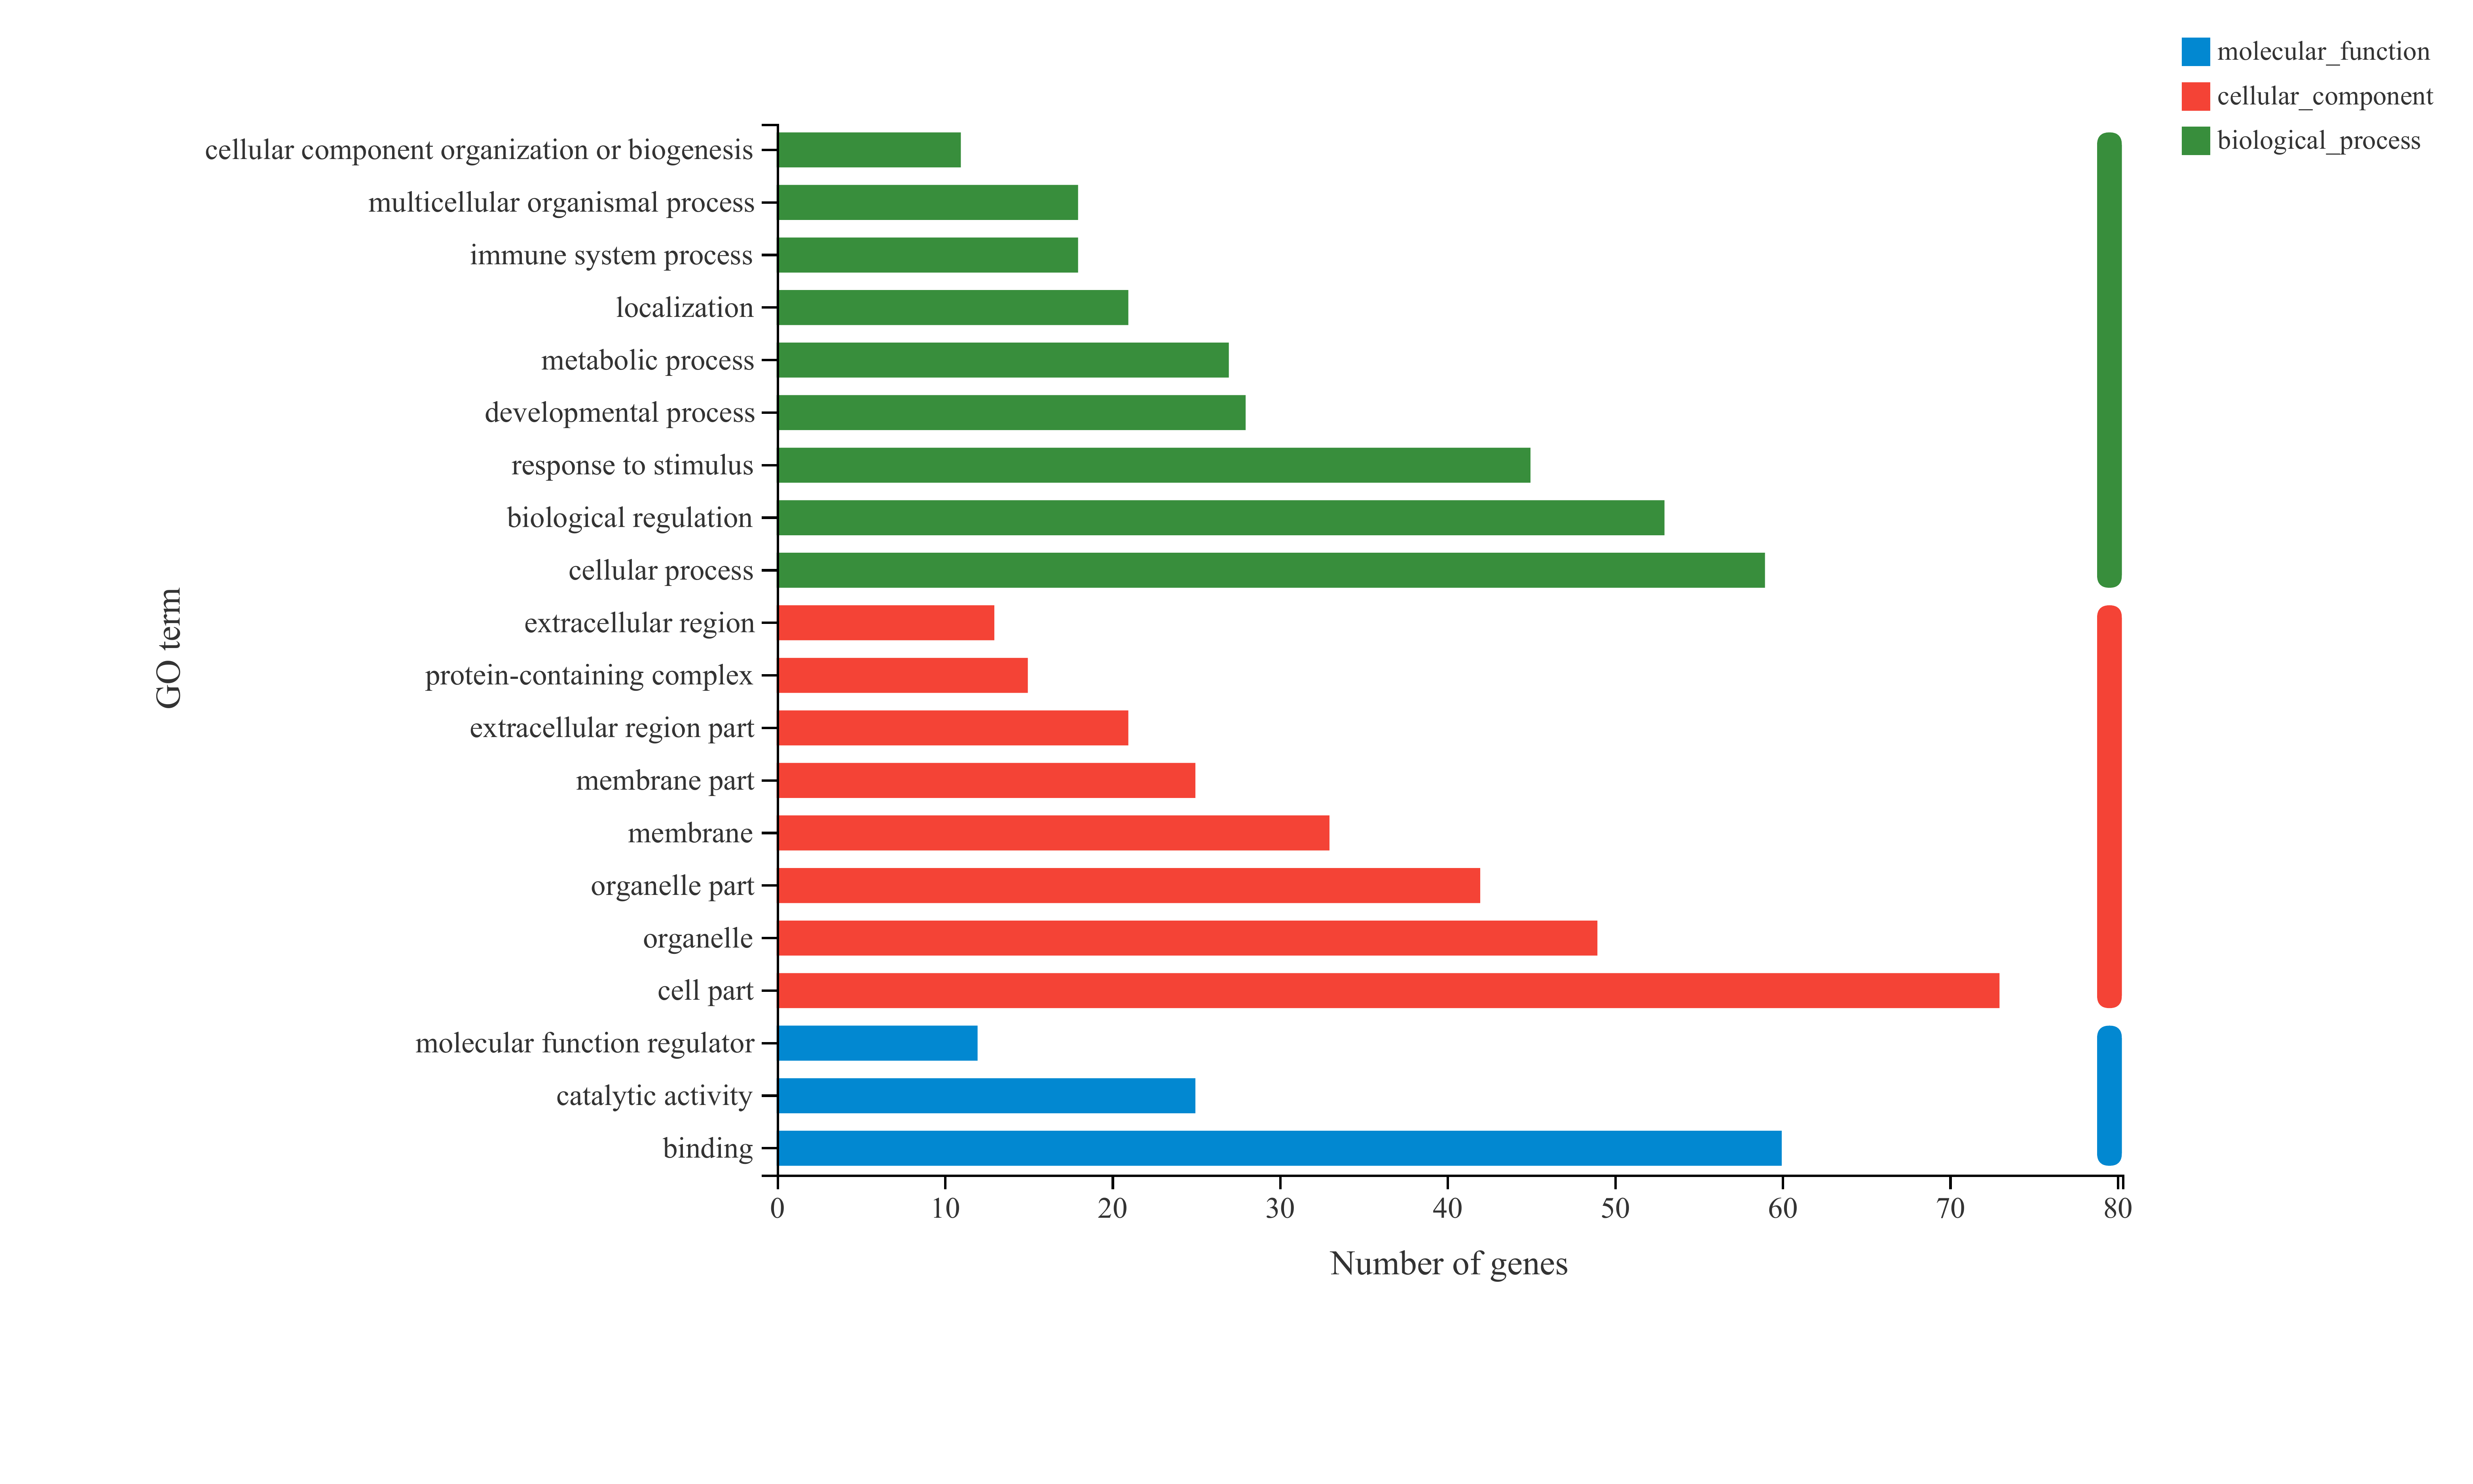 molecular_function
cellular_component
biological_process
cellular component organization or biogenesis
multicellular organismal process
immune system process
localization
metabolic process
developmental process
response to stimulus
biological regulation
cellular process
extracellular region
protein-containing complex
extracellular region part
membrane part
membrane
organelle part
organelle
cell part
molecular function regulator
catalytic activity
binding
GO term
0 10 20 30 40 50 60 70 80
Number of genes